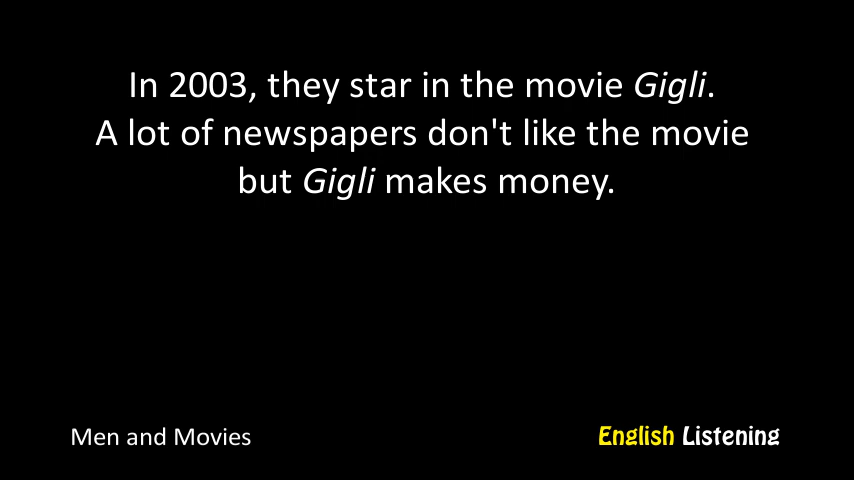 In 2003, they star in the movie Gigli.
A lot of newspapers don't like the movie
but Gigli makes money.
Men and Movies
English Listening